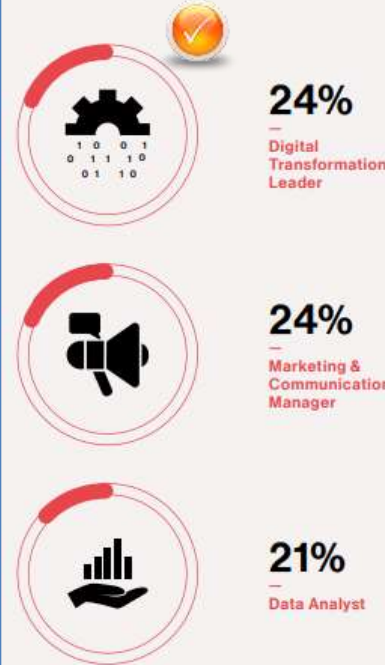 24%
Digital
Transformation
Leader
1 0 0 1
0 1 1 1 0
0 1 1 0
24%
Marketing &
Communication
Manager
21%
Data Analyst